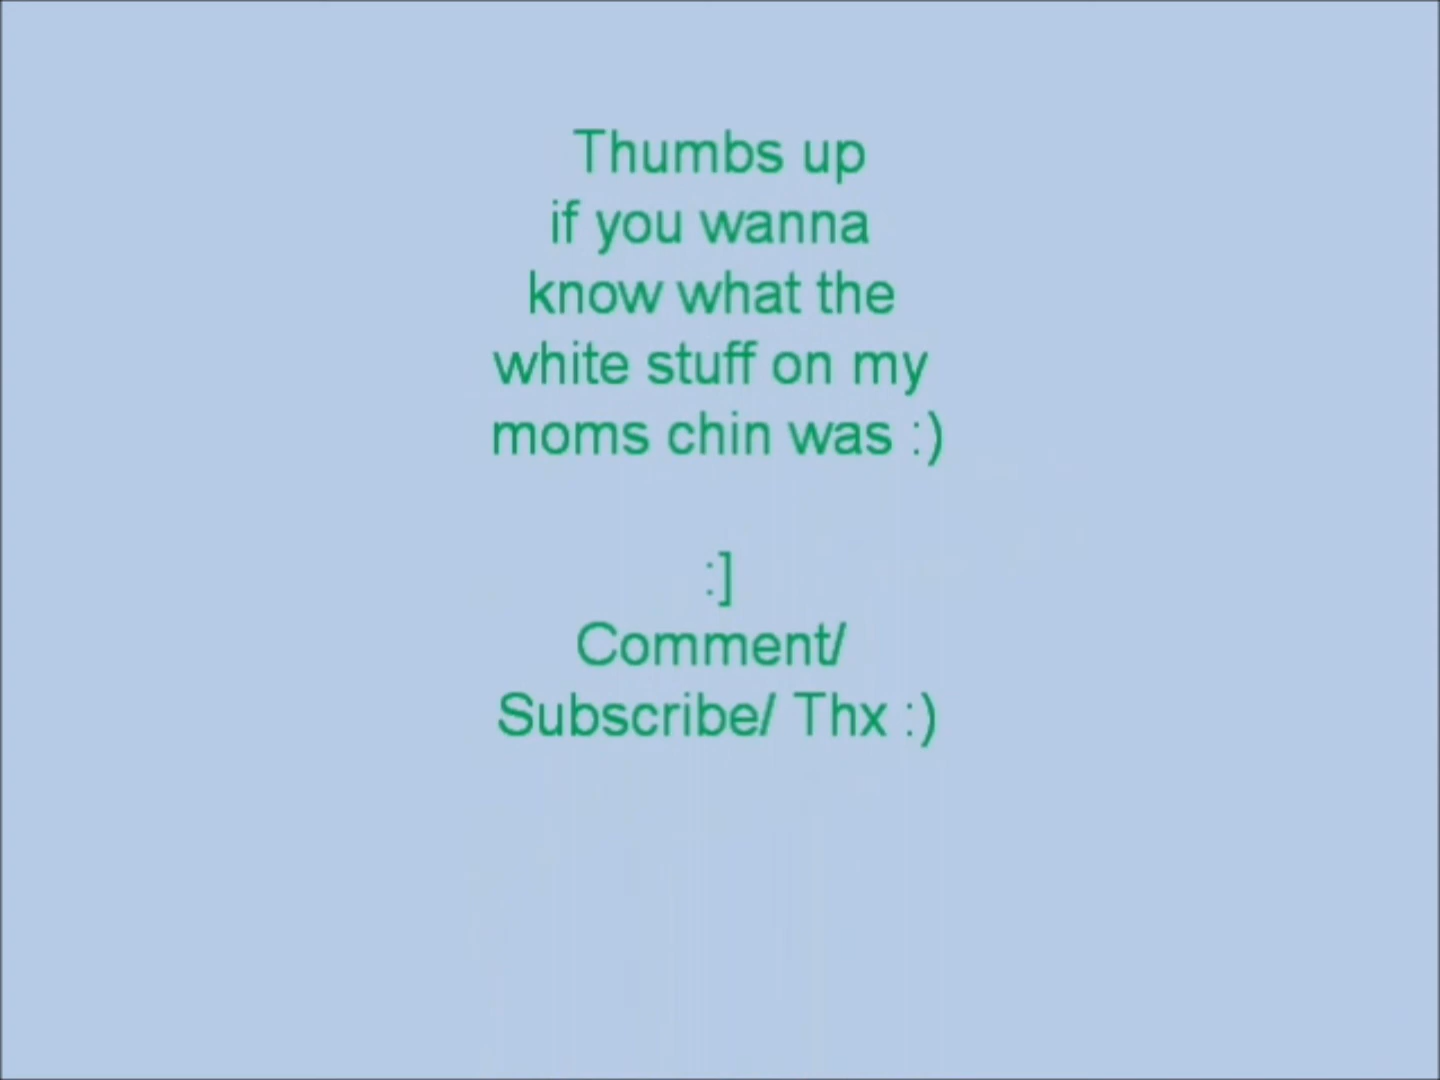 Thumbs up
if you wanna
know what the
white stuff on my
moms chin was :)
:]
Comment/
Subscribe/ Thx :)